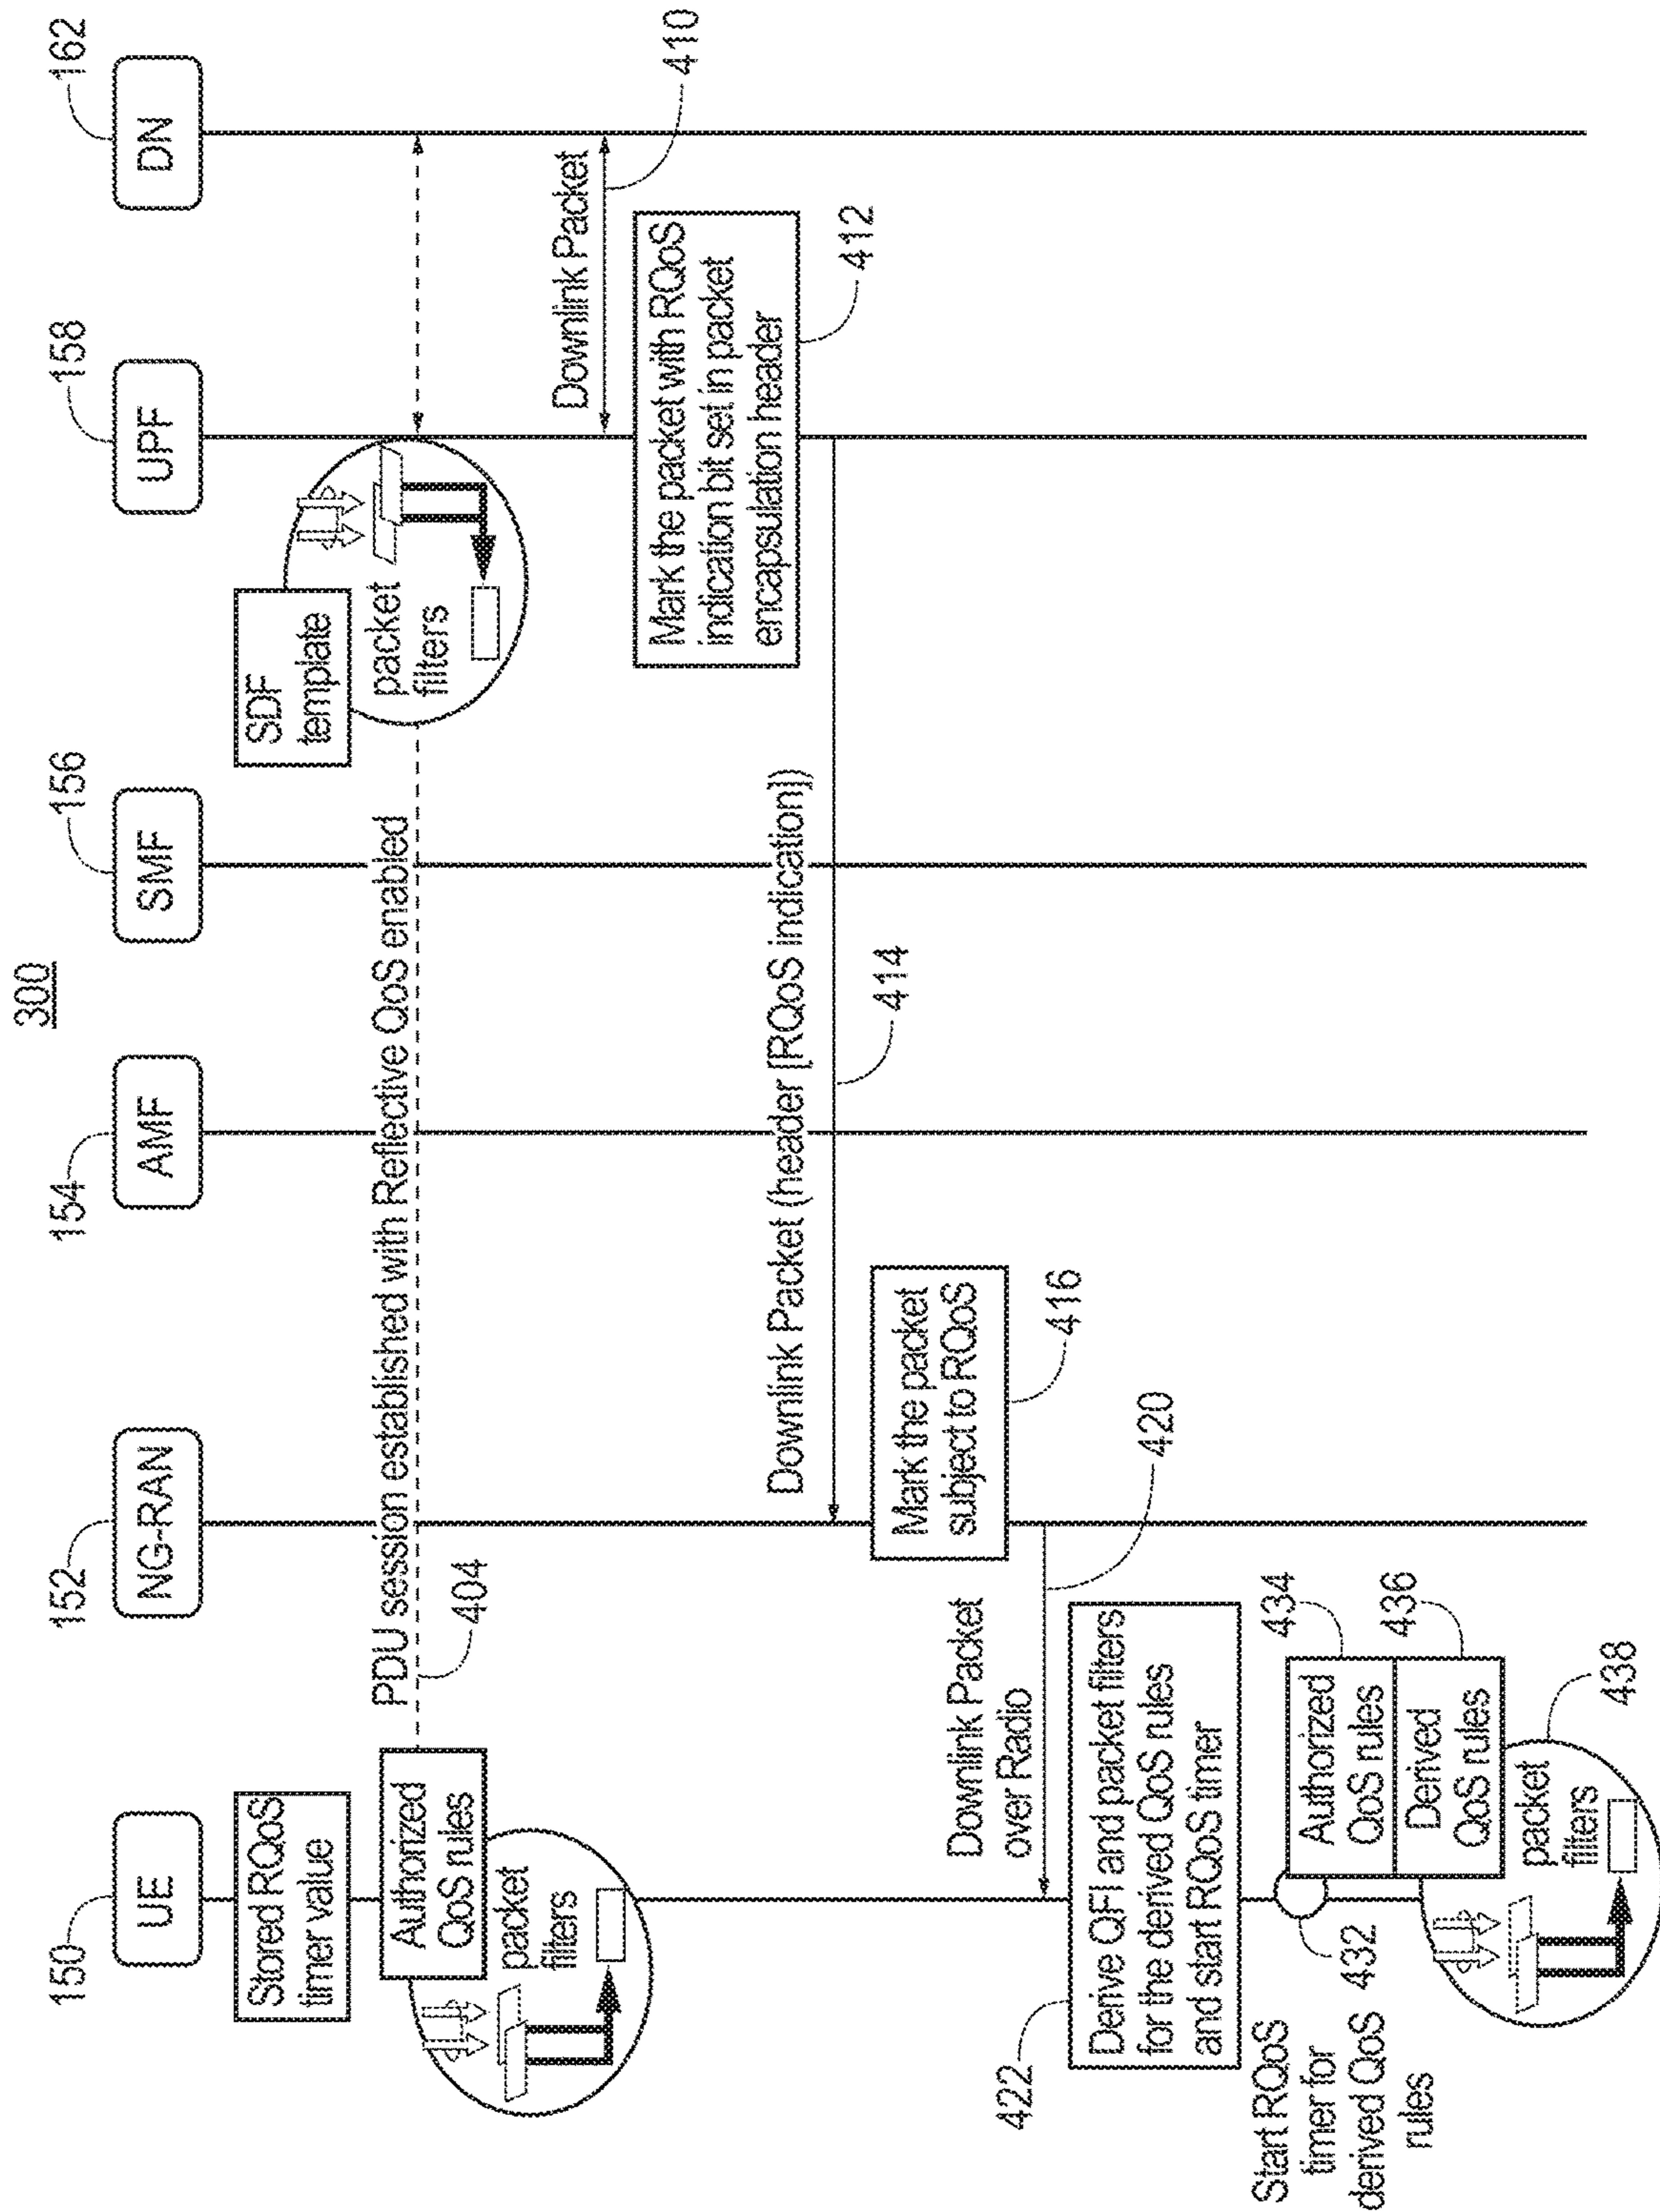 300
150
UE
152
NG-RAN
154
AMF
156
SMF
158
UPF
162
DN
Stored RQoS
timer value
Authorized
QoS rules
packet
filters
PDU session established with Reflective QoS enabled
404
SDF
template
packet
filters
Downlink Packet
410
Mark the packet with RQoS
indication bit set in packet
encapsulation header
412
Downlink Packet (header [RQoS indication])
414
Mark the packet
subject to RQoS
416
Downlink Packet
over Radio
420
422
Derive QFI and packet filters
for the derived QoS rules
and start RQoS timer
Start RQoS
timer for
derived QoS
rules
432
Authorized
QoS rules
434
Derived
QoS rules
436
packet
filters
438